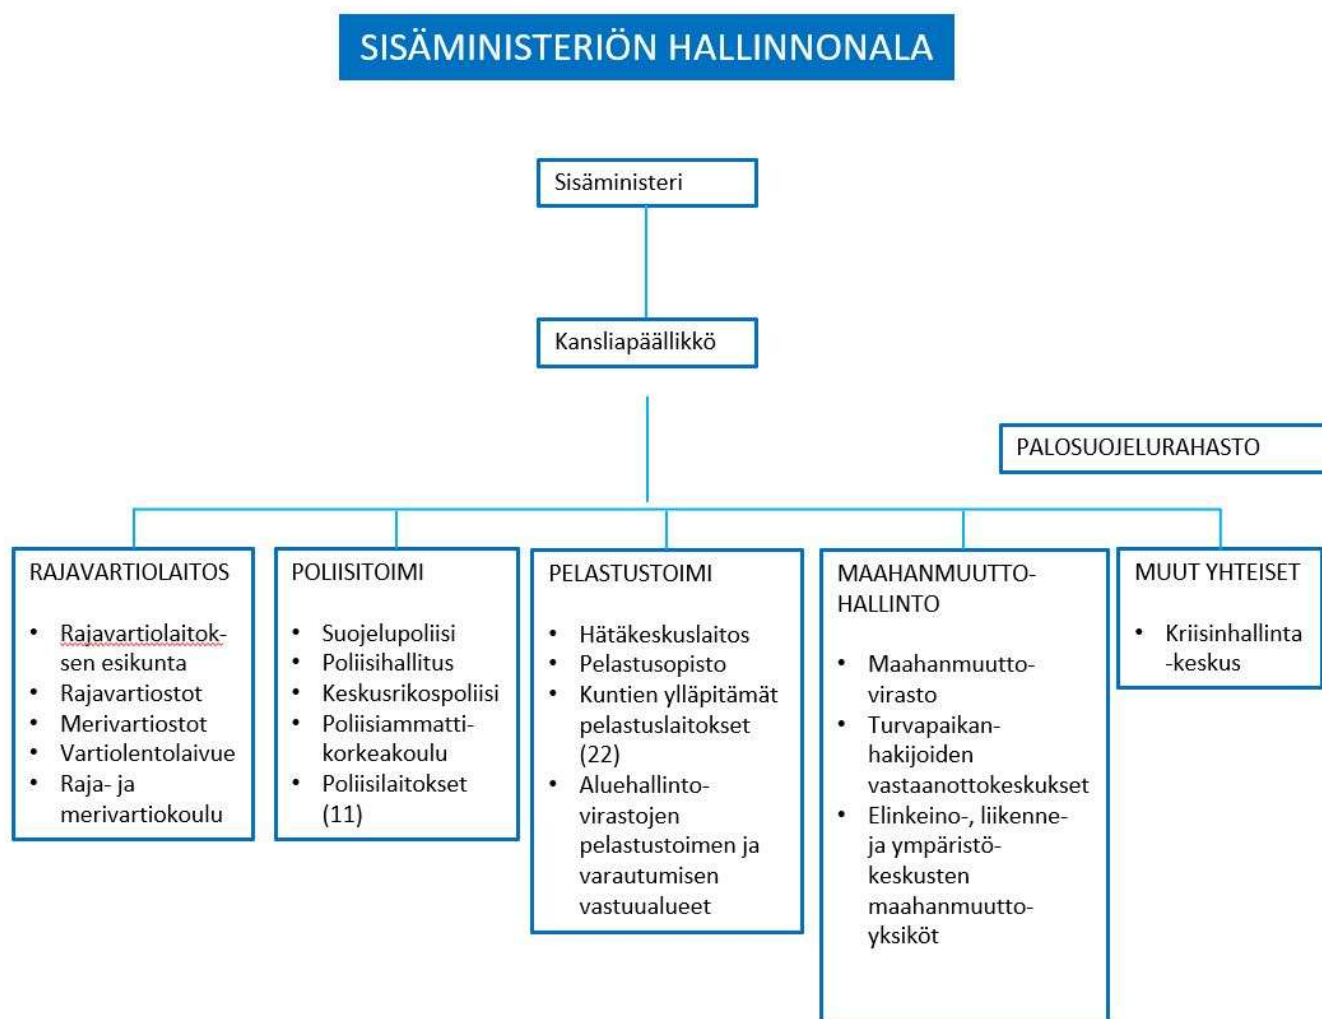 SISÄMINISTERIÖN HALLINNONALA
Sisäministeri
Kansliapäällikkö
PALOSUOJELURAHASTO
RAJAVARTIOLAITOS
• Rajavartiolaitok-
sen esikunta
• Rajavartiostot
• Merivartiostot
• Vartiolentolaivue
• Raja- ja
merivartiokoulu
POLIISITOIMI
• Suojelupoliisi
• Poliisihallitus
• Keskusrikospoliisi
• Poliisiammatti-
korkeakoulu
• Poliisilaitokset
(11)
PELASTUSTOIMI
• Hätäkeskuslaitos
• Pelastusopisto
• Kuntien ylläpitämät
pelastuslaitokset
(22)
• Aluehallinto-
virastojen
pelastustoimen ja
varautumisen
vastuualueet
MAAHANMUUTTO-
HALLINTO
• Maahanmuutto-
virasto
• Turvapaikan-
hakijoiden
vastaanottokeskukset
• Elinkeino-, liikenne-
ja ympäristö-
keskusten
maahanmuutto-
yksiköt
MUUT YHTEISET
• Kriisinhallinta
-keskus